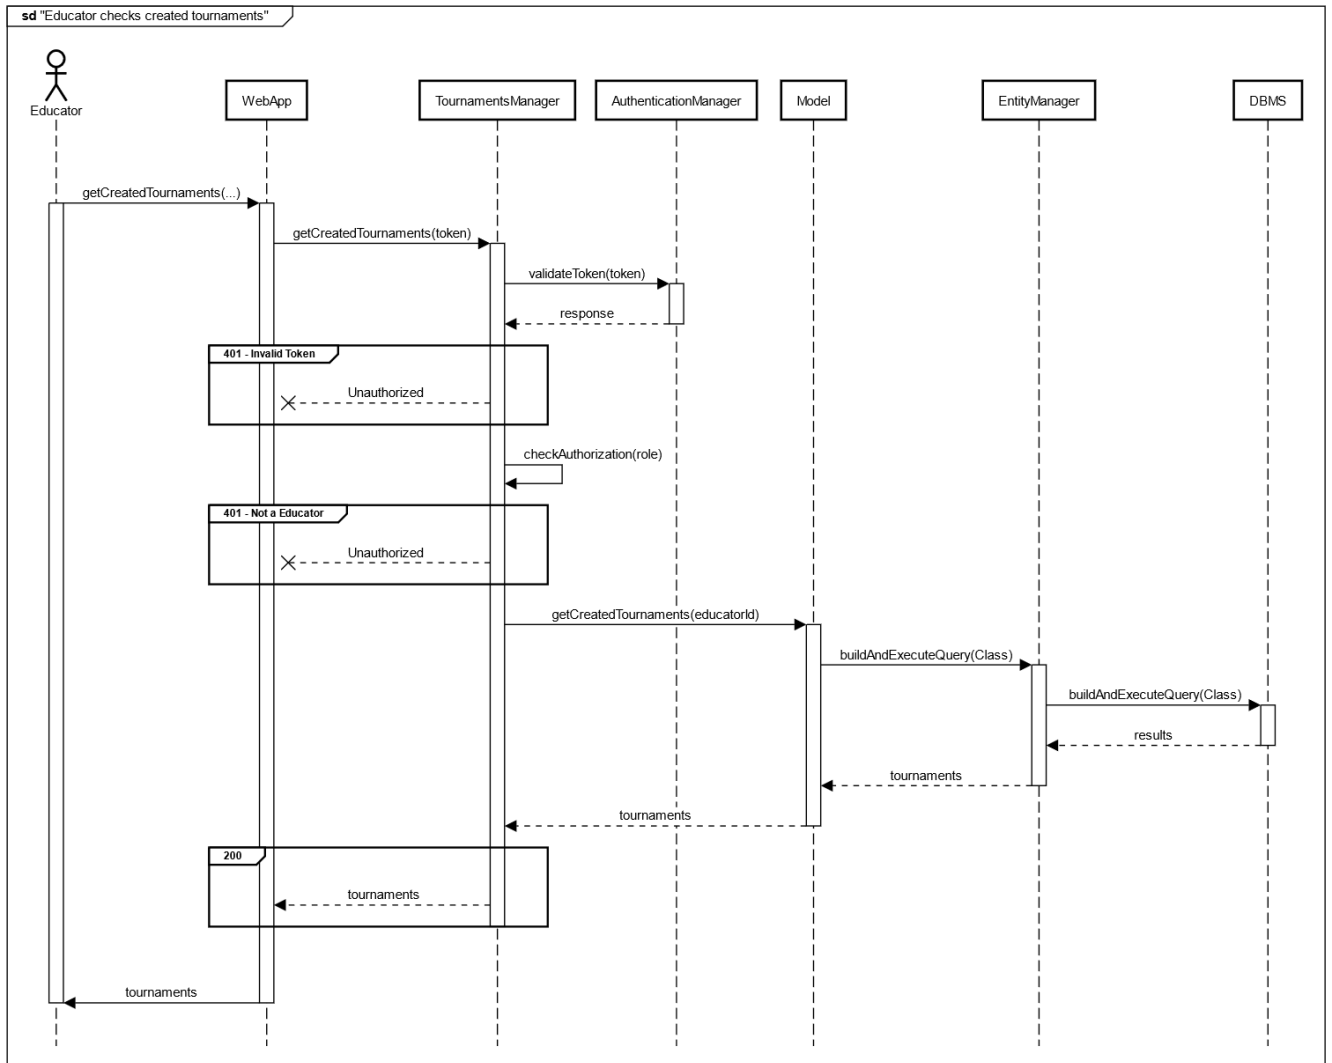 sd "Educator checks created tournaments"
Educator
WebApp
TournamentsManager
AuthenticationManager
Model
EntityManager
DBMS
getCreatedTournaments(...)
getCreatedTournaments(token)
validateToken(token)
response
401 - Invalid Token
Unauthorized
checkAuthorization(role)
401 - Not a Educator
Unauthorized
getCreatedTournaments(educatorId)
buildAndExecuteQuery(Class)
buildAndExecuteQuery(Class)
results
tournaments
tournaments
200
tournaments
tournaments